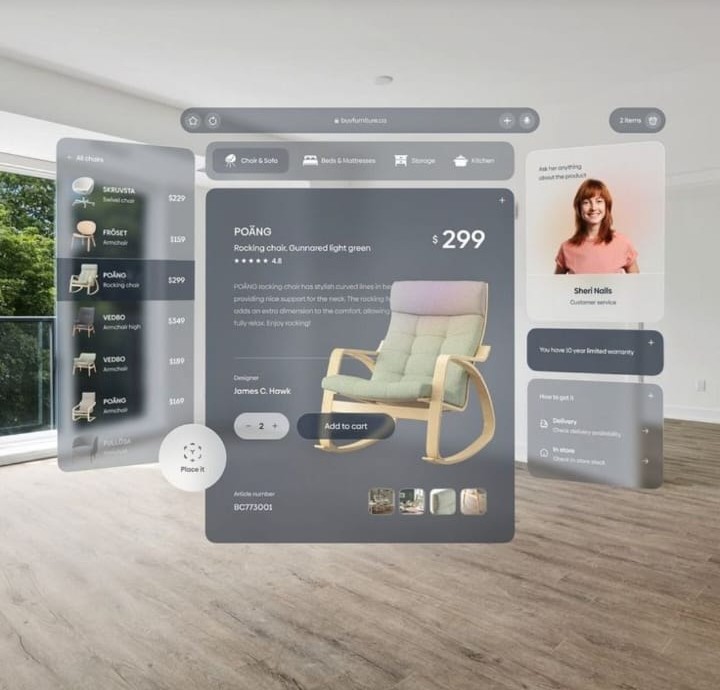 buyfurniture.co
2 items
All chairs
SKRUVSTA
Swivel chair
$229
FRÖSET
Armchair
$159
POÄNG
Rocking chair
$299
VEDBO
Armchair high
$349
VEDBO
Armchair
$189
POÄNG
Armchair
$169
Chair & Sofa
Beds & Mattresses
Storage
Kitchen
POÄNG
Rocking chair, Gunnared light green
$ 299
★★★★★ 4.8
POÄNG rocking chair has stylish curved lines in
providing nice support for the neck. The rocking
adds an extra dimension to the comfort, allowing
fully relax. Enjoy rocking!
Designer
James C. Hawk
− 2 +
Add to cart
Place it
Article number
BC773001
Ask her anything
about the product
Sheri Nalls
Customer service
You have 10 year limited warranty
How to get it
Delivery
Check delivery availability
In store
Check in store stock